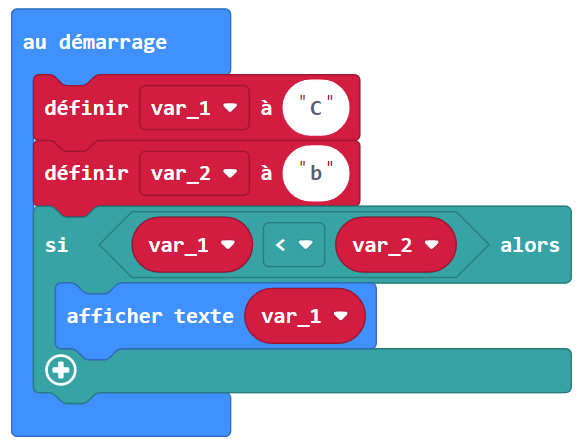 au démarrage
définir var_1 à "C"
définir var_2 à "b"
si var_1 < var_2 alors
afficher texte var_1